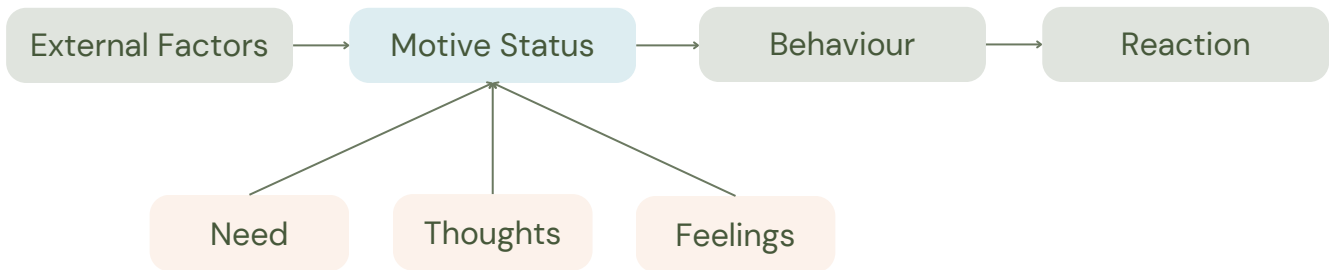 External Factors
Motive Status
Behaviour
Reaction
Need
Thoughts
Feelings